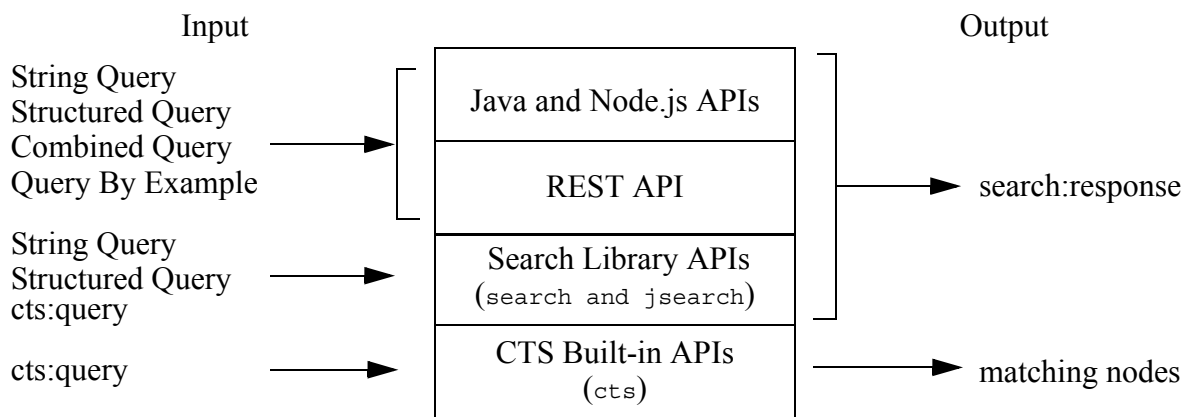 Input
Output
String Query
Structured Query
Combined Query
Query By Example
Java and Node.js APIs
REST API
search:response
String Query
Structured Query
cts:query
Search Library APIs
(search and jsearch)
cts:query
CTS Built-in APIs
(cts)
matching nodes